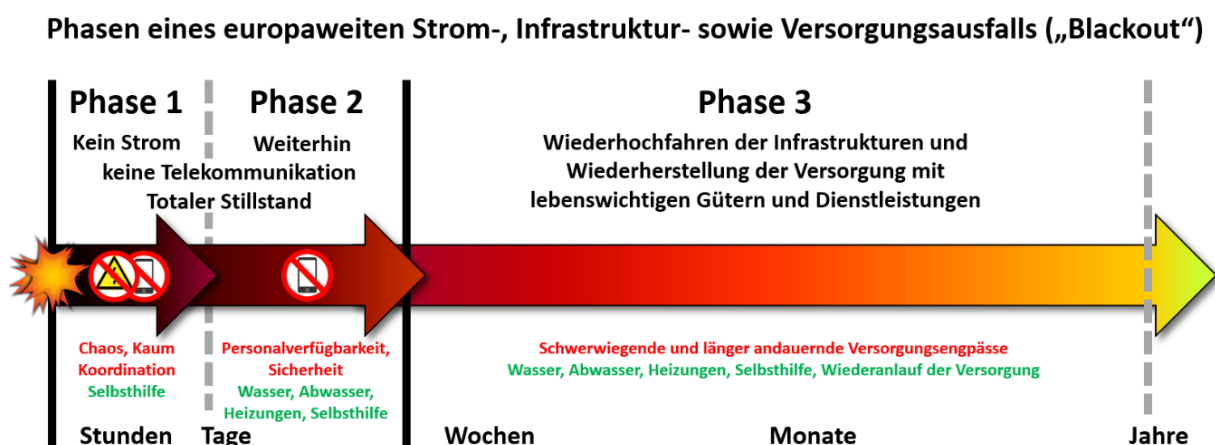 Phasen eines europaweiten Strom-, Infrastruktur- sowie Versorgungsausfalls („Blackout“)
Phase 1
Kein Strom
Phase 2
Weiterhin
keine Telekommunikation
Totaler Stillstand
Phase 3
Wiederhochfahren der Infrastrukturen und
Wiederherstellung der Versorgung mit
lebenswichtigen Gütern und Dienstleistungen
Chaos, Kaum
Koordination
Selbsthilfe
Personalverfügbarkeit,
Sicherheit
Wasser, Abwasser,
Heizungen, Selbsthilfe
Schwerwiegende und länger andauernde Versorgungsengpässe
Wasser, Abwasser, Heizungen, Selbsthilfe, Wiederanlauf der Versorgung
Stunden
Tage
Wochen
Monate
Jahre